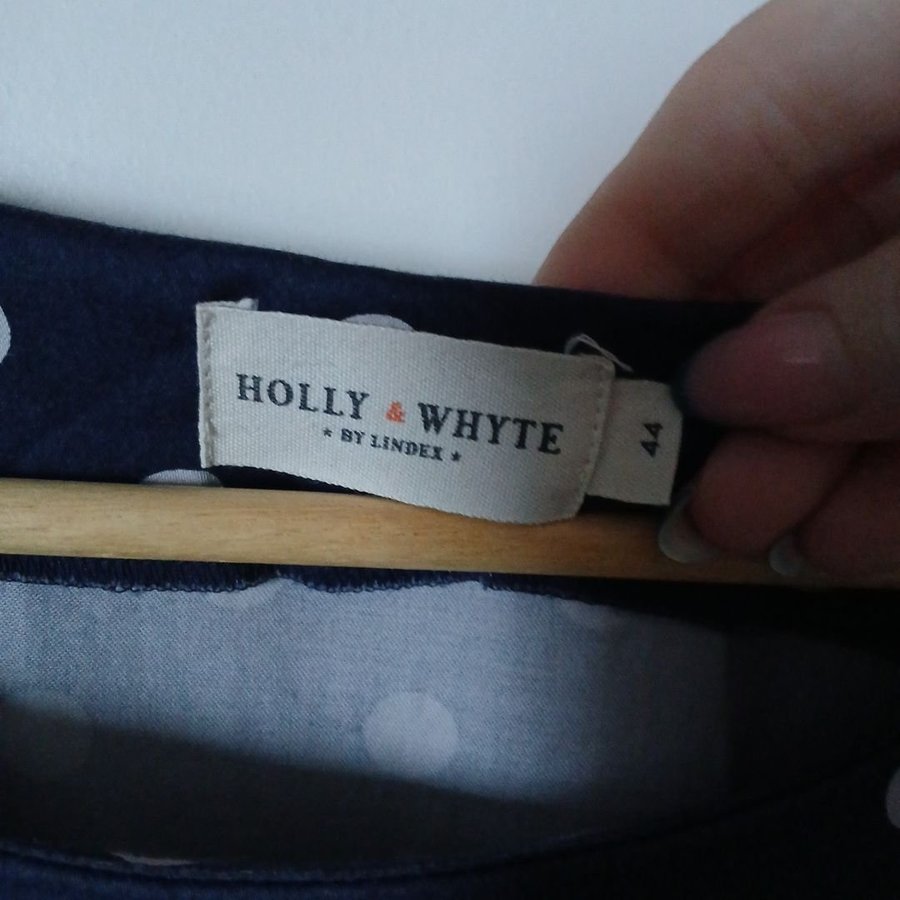 HOLLY & WHYTE
* BY LINDEX *
44